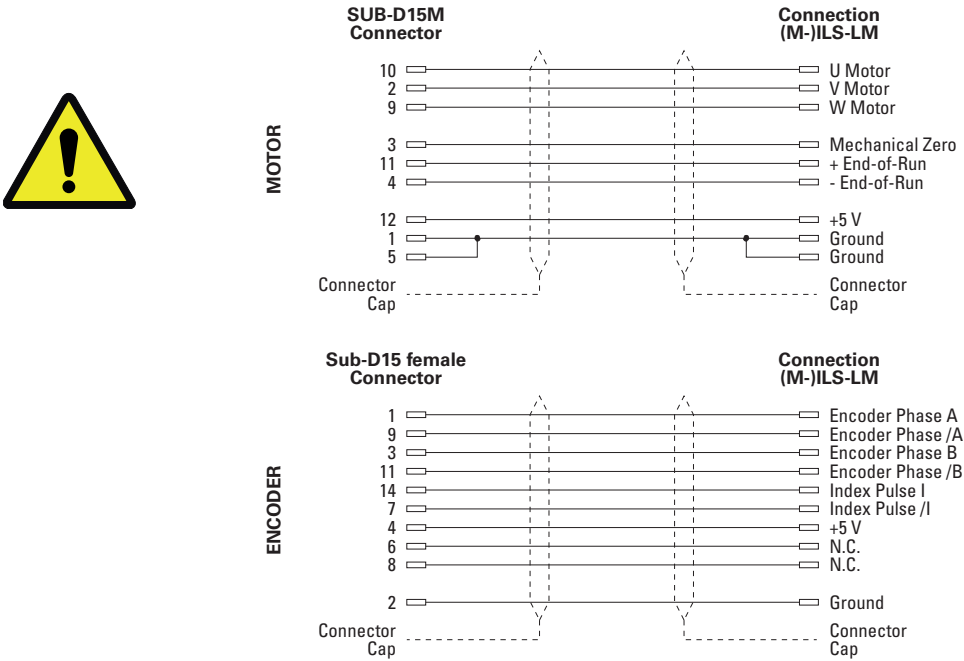 SUB-D15M Connection
Connector (M-)ILS-LM
MOTOR
10 U Motor
2 V Motor
9 W Motor
3 Mechanical Zero
11 + End-of-Run
4 - End-of-Run
12 +5 V
1 Ground
5 Ground
Connector Connector
Cap Cap
Sub-D15 female Connection
Connector (M-)ILS-LM
ENCODER
1 Encoder Phase A
9 Encoder Phase /A
3 Encoder Phase B
11 Encoder Phase /B
14 Index Pulse I
7 Index Pulse /I
4 +5 V
6 N.C.
8 N.C.
2 Ground
Connector Connector
Cap Cap